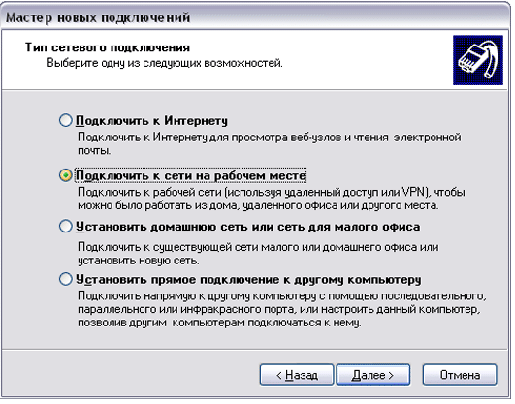 Мастер новых подключений
Тип сетевого подключения
Выберите одну из следующих возможностей.
Подключить к Интернету
Подключить к Интернету для просмотра веб-узлов и чтения электронной
почты.
Подключить к сети на рабочем месте
Подключить к рабочей сети (используя удаленный доступ или VPN), чтобы
можно было работать из дома, удаленного офиса или другого места.
Установить домашнюю сеть или сеть для малого офиса
Подключить к существующей сети малого или домашнего офиса или
установить новую сеть.
Установить прямое подключение к другому компьютеру
Подключить напрямую к другому компьютеру с помощью последовательного,
параллельного или инфракрасного порта, или настроить данный компьютер,
позволив другим компьютерам подключаться к нему.
< Назад
Далее >
Отмена